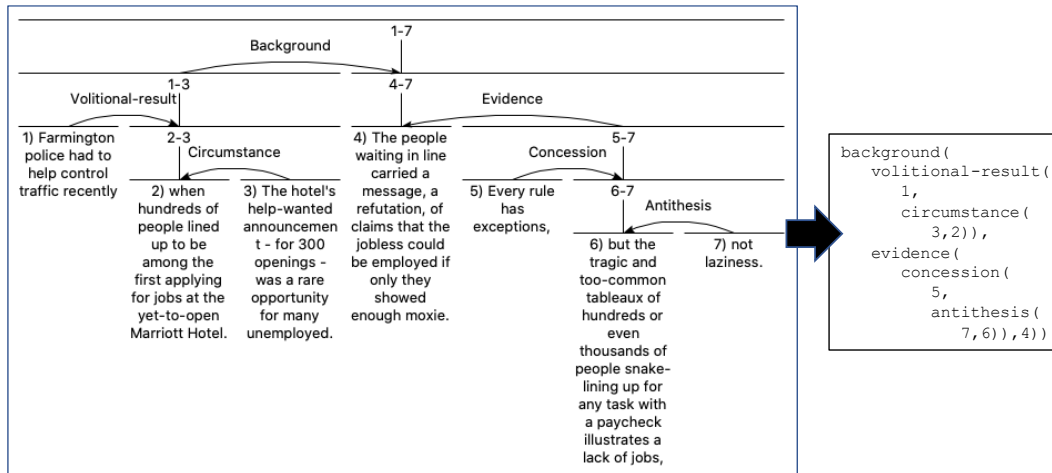 1-7
Background
1-3
4-7
Volitional-result
Evidence
1) Farmington
police had to
help control
traffic recently
2-3
Circumstance
2) when
hundreds of
people lined
up to be
among the
first applying
for jobs at the
yet-to-open
Marriott Hotel.
3) The hotel's
help-wanted
announcemen
t - for 300
openings -
was a rare
opportunity
for many
unemployed.
4) The people
waiting in line
carried a
message, a
refutation, of
claims that the
jobless could
be employed if
only they
showed
enough moxie.
5-7
Concession
5) Every rule
has
exceptions,
6-7
Antithesis
6) but the
tragic and
too-common
tableaux of
hundreds or
even
thousands of
people snake-
lining up for
any task with
a paycheck
illustrates a
lack of jobs,
7) not
laziness.
background(
volitional-result(
1,
circumstance(
3,2)),
evidence(
concession(
5,
antithesis(
7,6)),4))